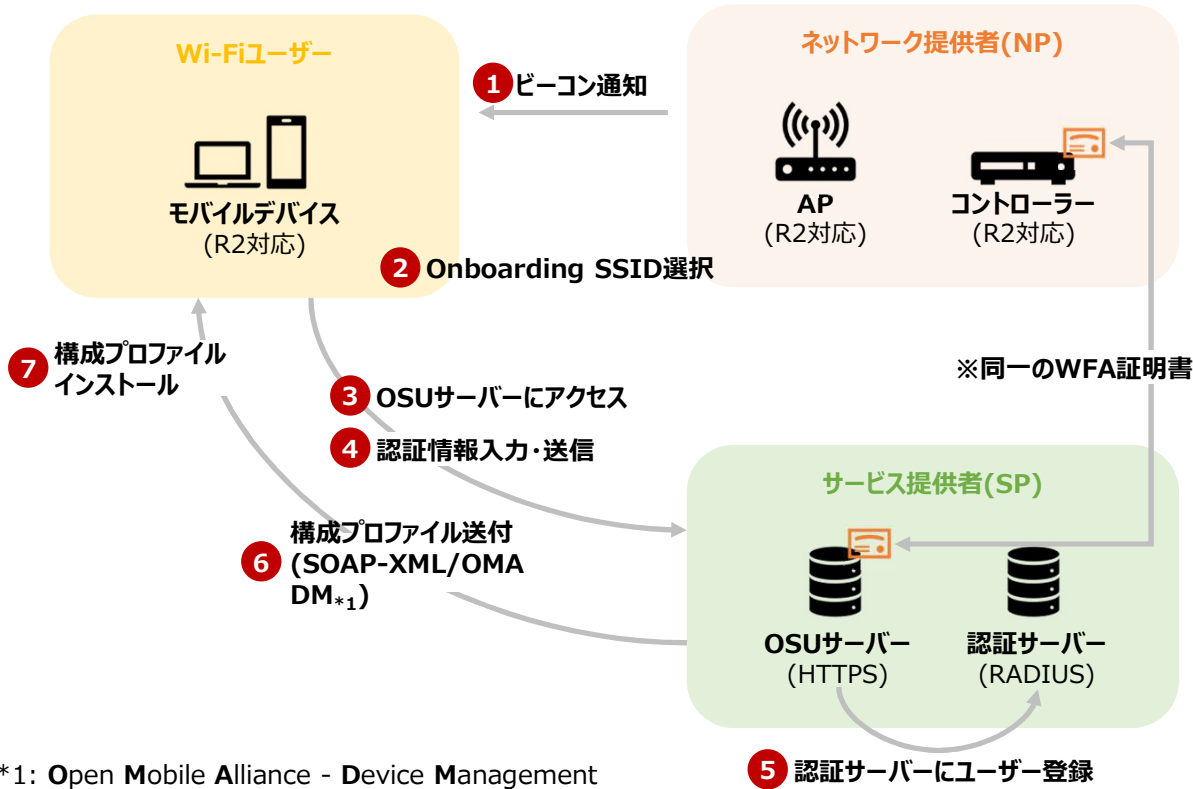 Wi-Fiユーザー
モバイルデバイス
(R2対応)
ネットワーク提供者(NP)
AP
(R2対応)
コントローラー
(R2対応)
1 ビーコン通知
2 Onboarding SSID選択
3 OSUサーバーにアクセス
4 認証情報入力・送信
7 構成プロファイル
インストール
※同一のWFA証明書
サービス提供者(SP)
OSUサーバー
(HTTPS)
認証サーバー
(RADIUS)
6 構成プロファイル送付
(SOAP-XML/OMA
DM*1)
5 認証サーバーにユーザー登録
*1: Open Mobile Alliance - Device Management